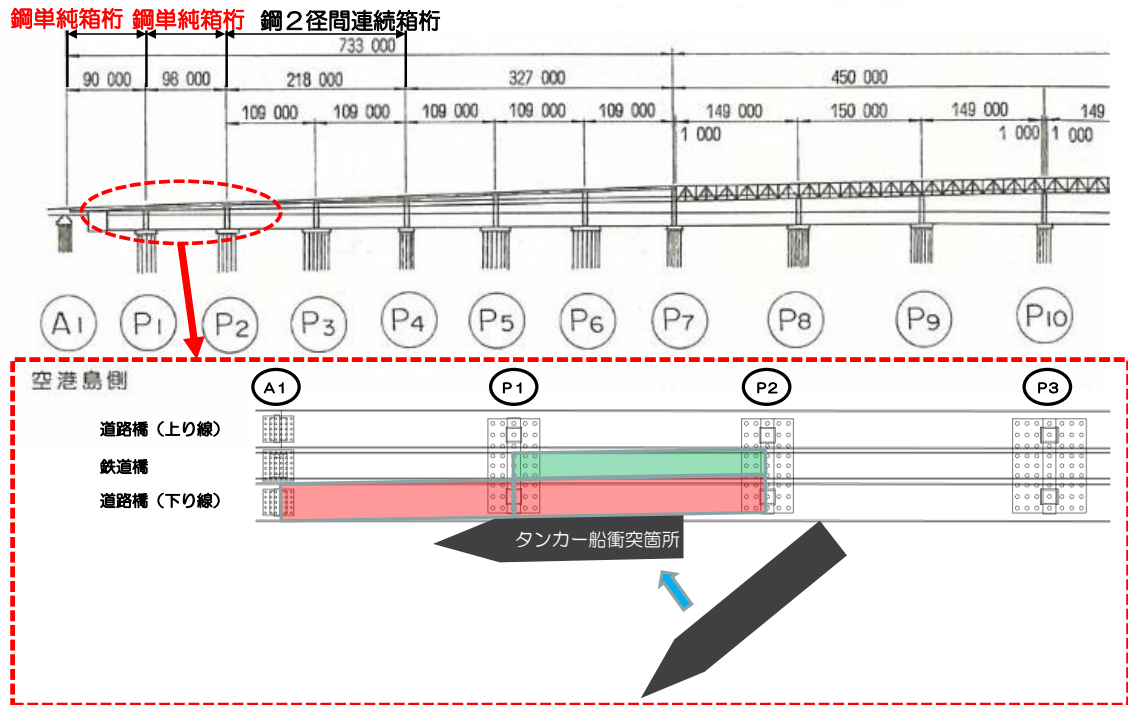 鋼単純箱桁 鋼単純箱桁 鋼２径間連続箱桁
733 000
90 000 98 000 218 000 327 000 450 000
109 000 109 000 109 000 109 000 109 000 149 000 150 000 149 000 149
1 000 1 000 1 000
A1 P1 P2 P3 P4 P5 P6 P7 P8 P9 P10
空港島側
A1 P1 P2 P3
道路橋（上り線）
鉄道橋
道路橋（下り線）
タンカー船衝突箇所